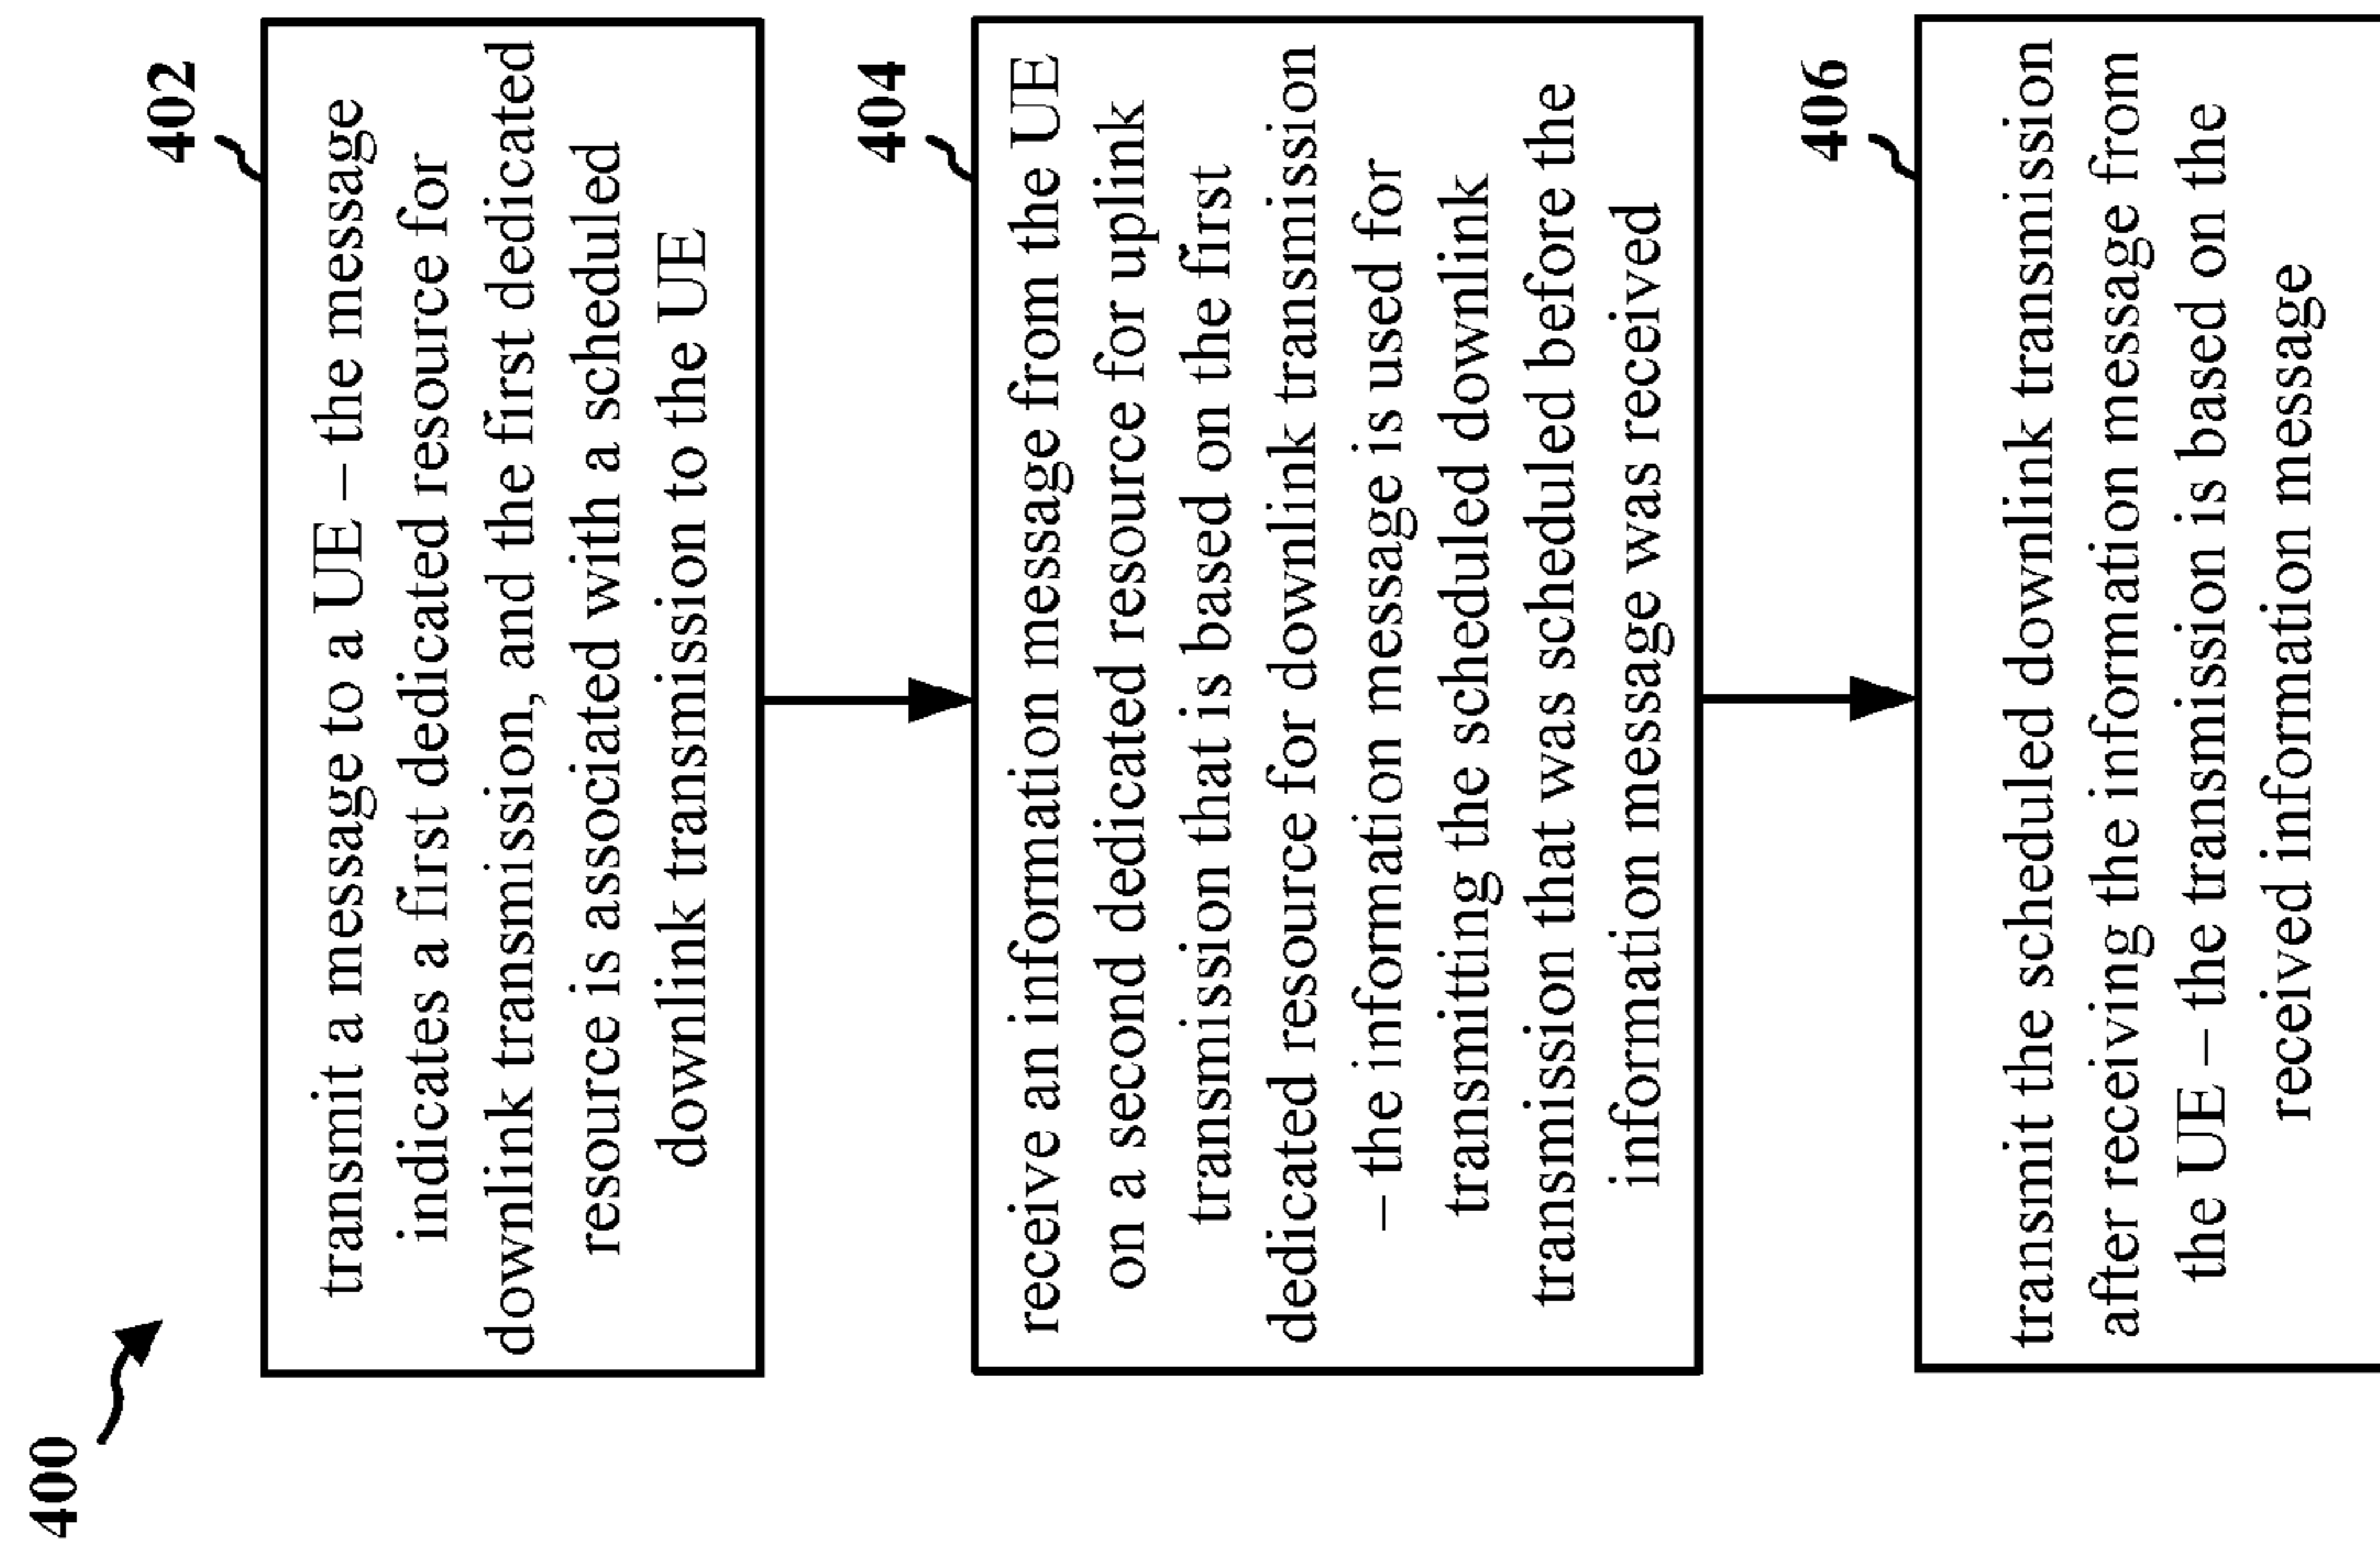 400
402
transmit a message to a UE – the message
indicates a first dedicated resource for
downlink transmission, and the first dedicated
resource is associated with a scheduled
downlink transmission to the UE
404
receive an information message from the UE
on a second dedicated resource for uplink
transmission that is based on the first
dedicated resource for downlink transmission
– the information message is used for
transmitting the scheduled downlink
transmission that was scheduled before the
information message was received
406
transmit the scheduled downlink transmission
after receiving the information message from
the UE – the transmission is based on the
received information message